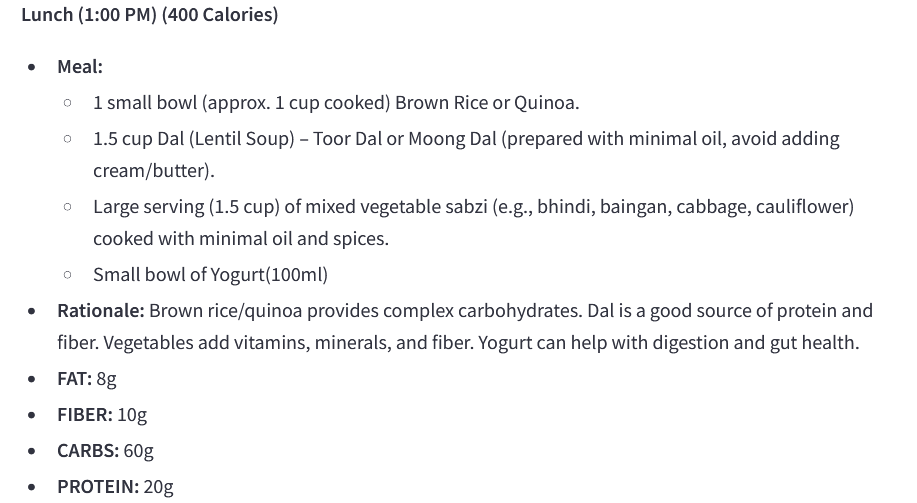 Lunch (1:00 PM) (400 Calories)
• Meal:
○ 1 small bowl (approx. 1 cup cooked) Brown Rice or Quinoa.
○ 1.5 cup Dal (Lentil Soup) – Toor Dal or Moong Dal (prepared with minimal oil, avoid adding
cream/butter).
○ Large serving (1.5 cup) of mixed vegetable sabzi (e.g., bhindi, baingan, cabbage, cauliflower)
cooked with minimal oil and spices.
○ Small bowl of Yogurt(100ml)
• Rationale: Brown rice/quinoa provides complex carbohydrates. Dal is a good source of protein and
fiber. Vegetables add vitamins, minerals, and fiber. Yogurt can help with digestion and gut health.
• FAT: 8g
• FIBER: 10g
• CARBS: 60g
• PROTEIN: 20g